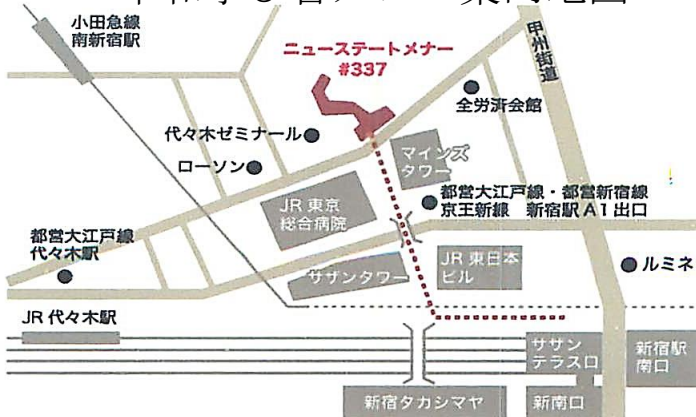 小田急線
南新宿駅
ニューステートメナー
#337
甲州街道
全労済会館
代々木ゼミナール
ローソン
マインズ
タワー
都営大江戸線・都営新宿線
京王新線 新宿駅A1出口
JR 東京
総合病院
都営大江戸線
代々木駅
サザンタワー
JR 東日本
ビル
ルミネ
JR 代々木駅
サザン
テラス口
新宿駅
南口
新宿タカシマヤ
新南口